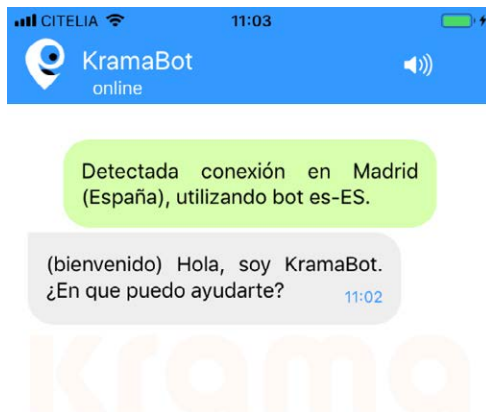 CITELIA 11:03
KramaBot
online
Detectada conexión en Madrid
(España), utilizando bot es-ES.
(bienvenido) Hola, soy KramaBot.
¿En que puedo ayudarte? 11:02
krama